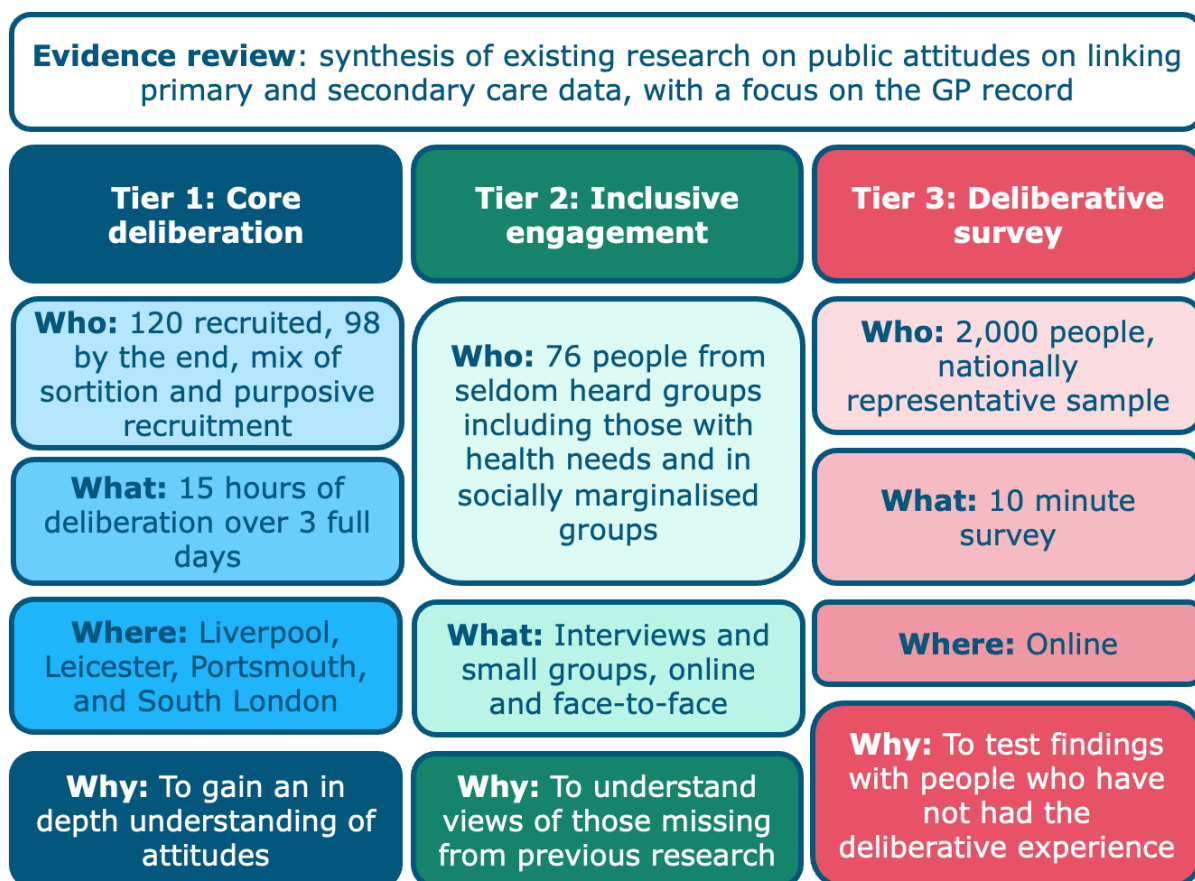 Evidence review: synthesis of existing research on public attitudes on linking
primary and secondary care data, with a focus on the GP record
Tier 1: Core
deliberation
Who: 120 recruited, 98
by the end, mix of
sortition and purposive
recruitment
What: 15 hours of
deliberation over 3 full
days
Where: Liverpool,
Leicester, Portsmouth,
and South London
Why: To gain an in
depth understanding of
attitudes
Tier 2: Inclusive
engagement
Who: 76 people from
seldom heard groups
including those with
health needs and in
socially marginalised
groups
What: Interviews and
small groups, online
and face-to-face
Why: To understand
views of those missing
from previous research
Tier 3: Deliberative
survey
Who: 2,000 people,
nationally
representative sample
What: 10 minute
survey
Where: Online
Why: To test findings
with people who have
not had the
deliberative experience